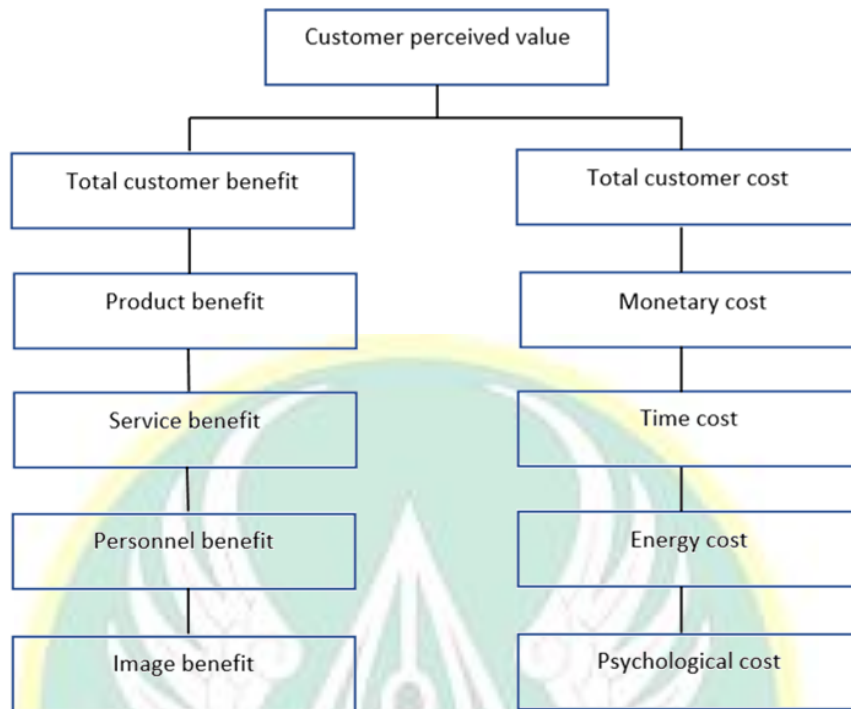 Customer perceived value
Total customer benefit
Total customer cost
Product benefit
Monetary cost
Service benefit
Time cost
Personnel benefit
Energy cost
Image benefit
Psychological cost